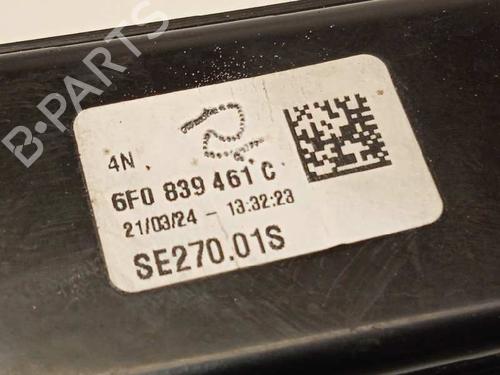 B-PARTS
4N
6F0 839 461 C
21/03/24 - 13:32:23
SE270.01S